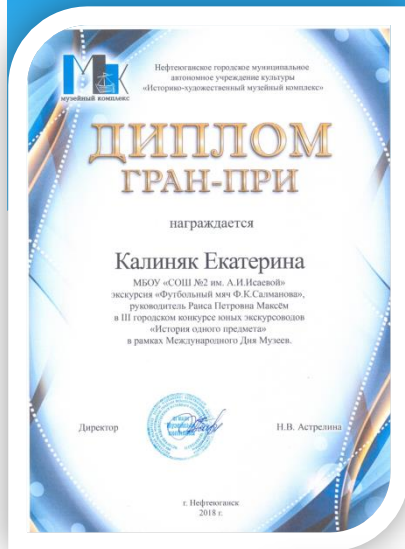 МК
музейный комплекс
Нефтеюганское городское муниципальное
автономное учреждение культуры
«Историко-художественный музейный комплекс»
ДИПЛОМ
ГРАН-ПРИ
награждается
Калиняк Екатерина
МБОУ «СОШ №2 им. А.И.Исаевой»
экскурсия «Футбольный мяч Ф.К.Салманова»,
руководитель Раиса Петровна Максём
в III городском конкурсе юных экскурсоводов
«История одного предмета»
в рамках Международного Дня Музеев.
Директор
Н.В. Астрелина
г. Нефтеюганск
2018 г.